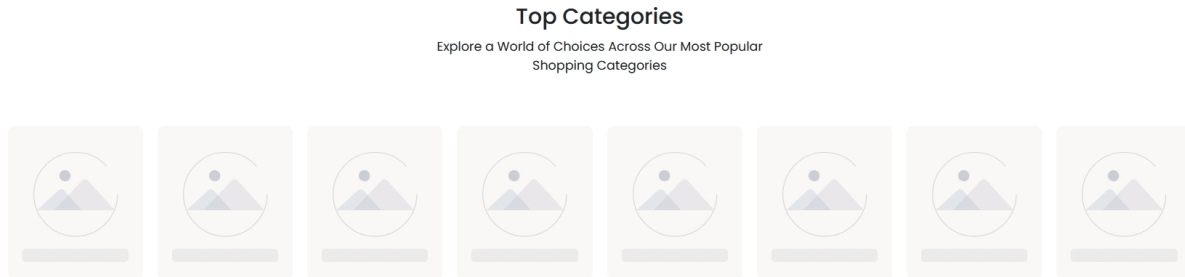 Top Categories
Explore a World of Choices Across Our Most Popular
Shopping Categories